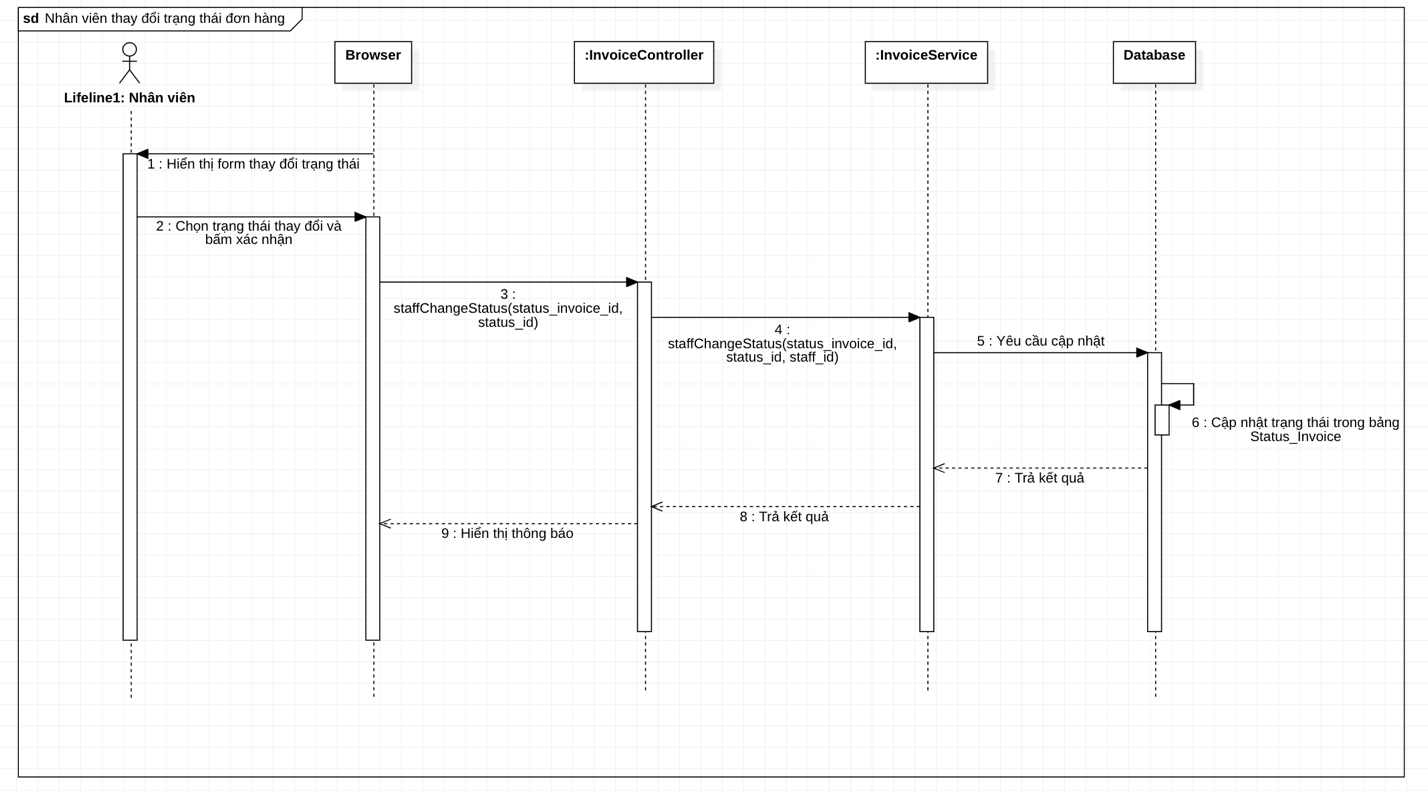 sd Nhân viên thay đổi trạng thái đơn hàng
Browser
:InvoiceController
:InvoiceService
Database
Lifeline1: Nhân viên
1 : Hiển thị form thay đổi trạng thái
2 : Chọn trạng thái thay đổi và
bấm xác nhận
3 :
staffChangeStatus(status_invoice_id,
status_id)
4 :
staffChangeStatus(status_invoice_id,
status_id, staff_id)
5 : Yêu cầu cập nhật
6 : Cập nhật trạng thái trong bảng
Status_Invoice
7 : Trả kết quả
8 : Trả kết quả
9 : Hiển thị thông báo